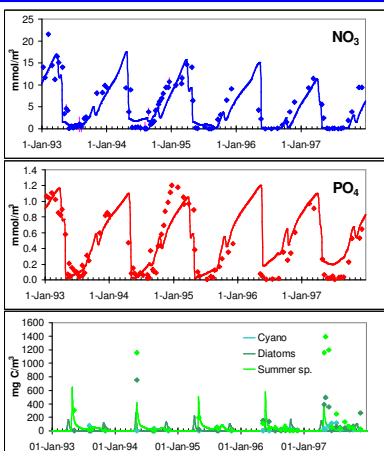 NO3
mmol/m3
25
20
15
10
5
0
1-Jan-93 1-Jan-94 1-Jan-95 1-Jan-96 1-Jan-97
PO4
mmol/m3
1.4
1.2
1.0
0.8
0.6
0.4
0.2
0.0
1-Jan-93 1-Jan-94 1-Jan-95 1-Jan-96 1-Jan-97
mg C/m3
1600
1400
1200
1000
800
600
400
200
0
Cyano
Diatoms
Summer sp.
01-Jan-93 01-Jan-94 01-Jan-95 01-Jan-96 01-Jan-97